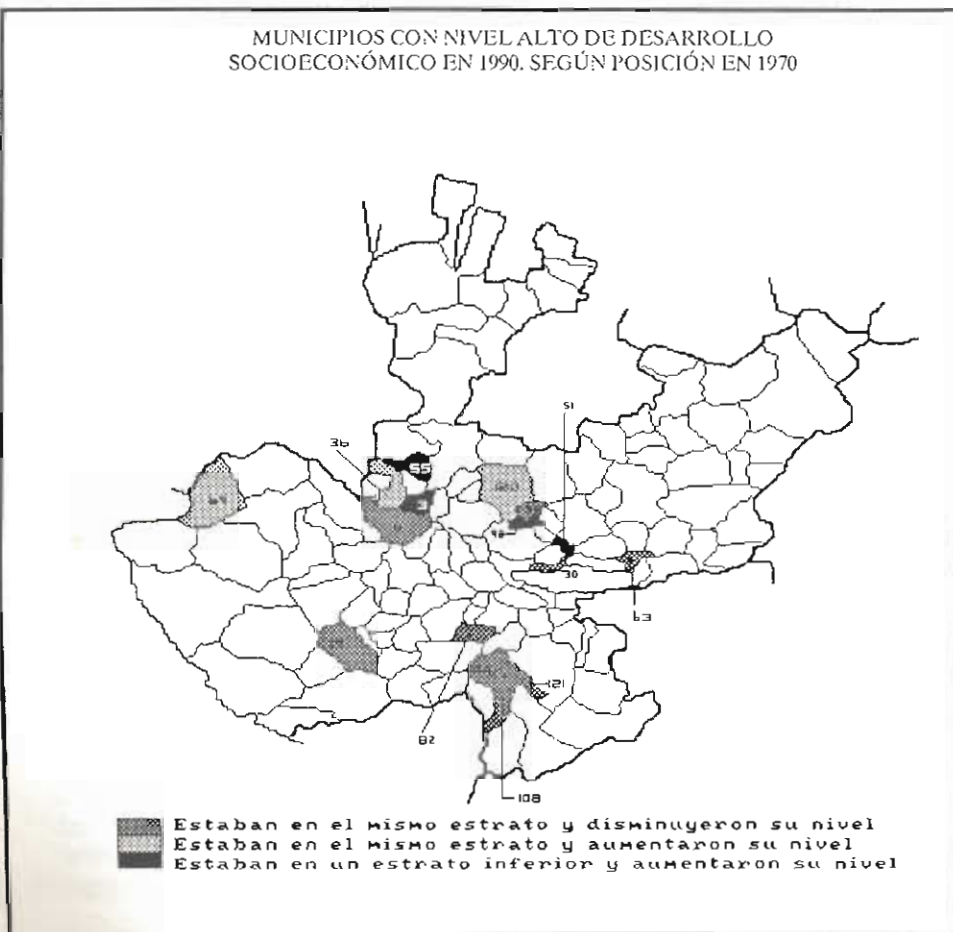 MUNICIPIOS CON NIVEL ALTO DE DESARROLLO
SOCIOECONÓMICO EN 1990. SEGÚN POSICIÓN EN 1970
51
36
55
30
63
121
82
108
Estaban en el mismo estrato y disminuyeron su nivel
Estaban en el mismo estrato y aumentaron su nivel
Estaban en un estrato inferior y aumentaron su nivel